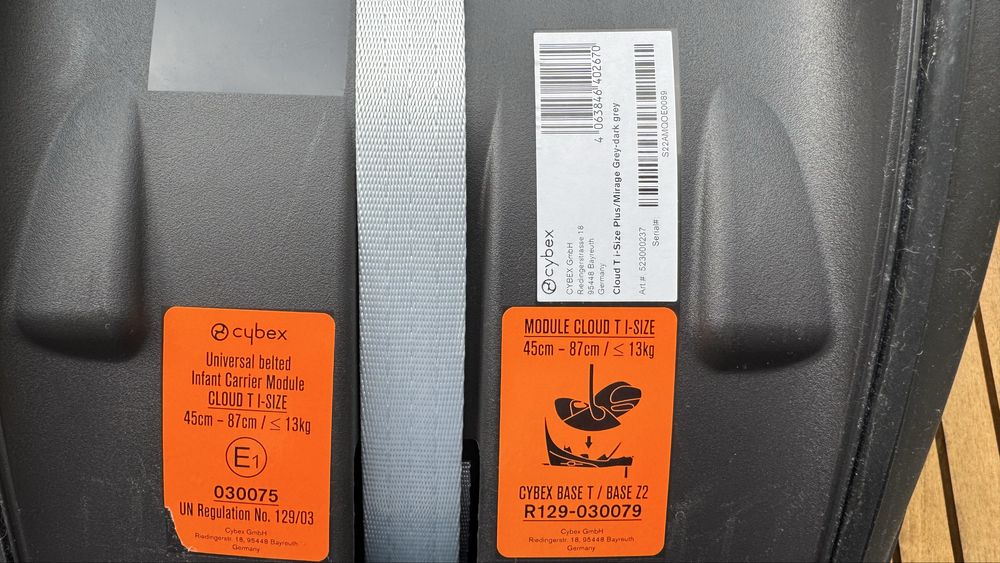 cybex
Universal belted
Infant Carrier Module
CLOUD T I-SIZE
45cm – 87cm / ≤ 13kg
E1
030075
UN Regulation No. 129/03
Cybex GmbH
Riedingerstr. 18, 95448 Bayreuth
Germany
4 063846 402670
cybex
CYBEX GmbH
Riedingerstrasse 18
95448 Bayreuth
Germany
Cloud T i-Size Plus/Mirage Grey-dark grey
Art.# 523000237
Serial#
S22AMQOE0089
MODULE CLOUD T I-SIZE
45cm – 87cm / ≤ 13kg
CYBEX BASE T / BASE Z2
R129-030079
Cybex GmbH
Riedingerstr. 18, 95448 Bayreuth
Germany